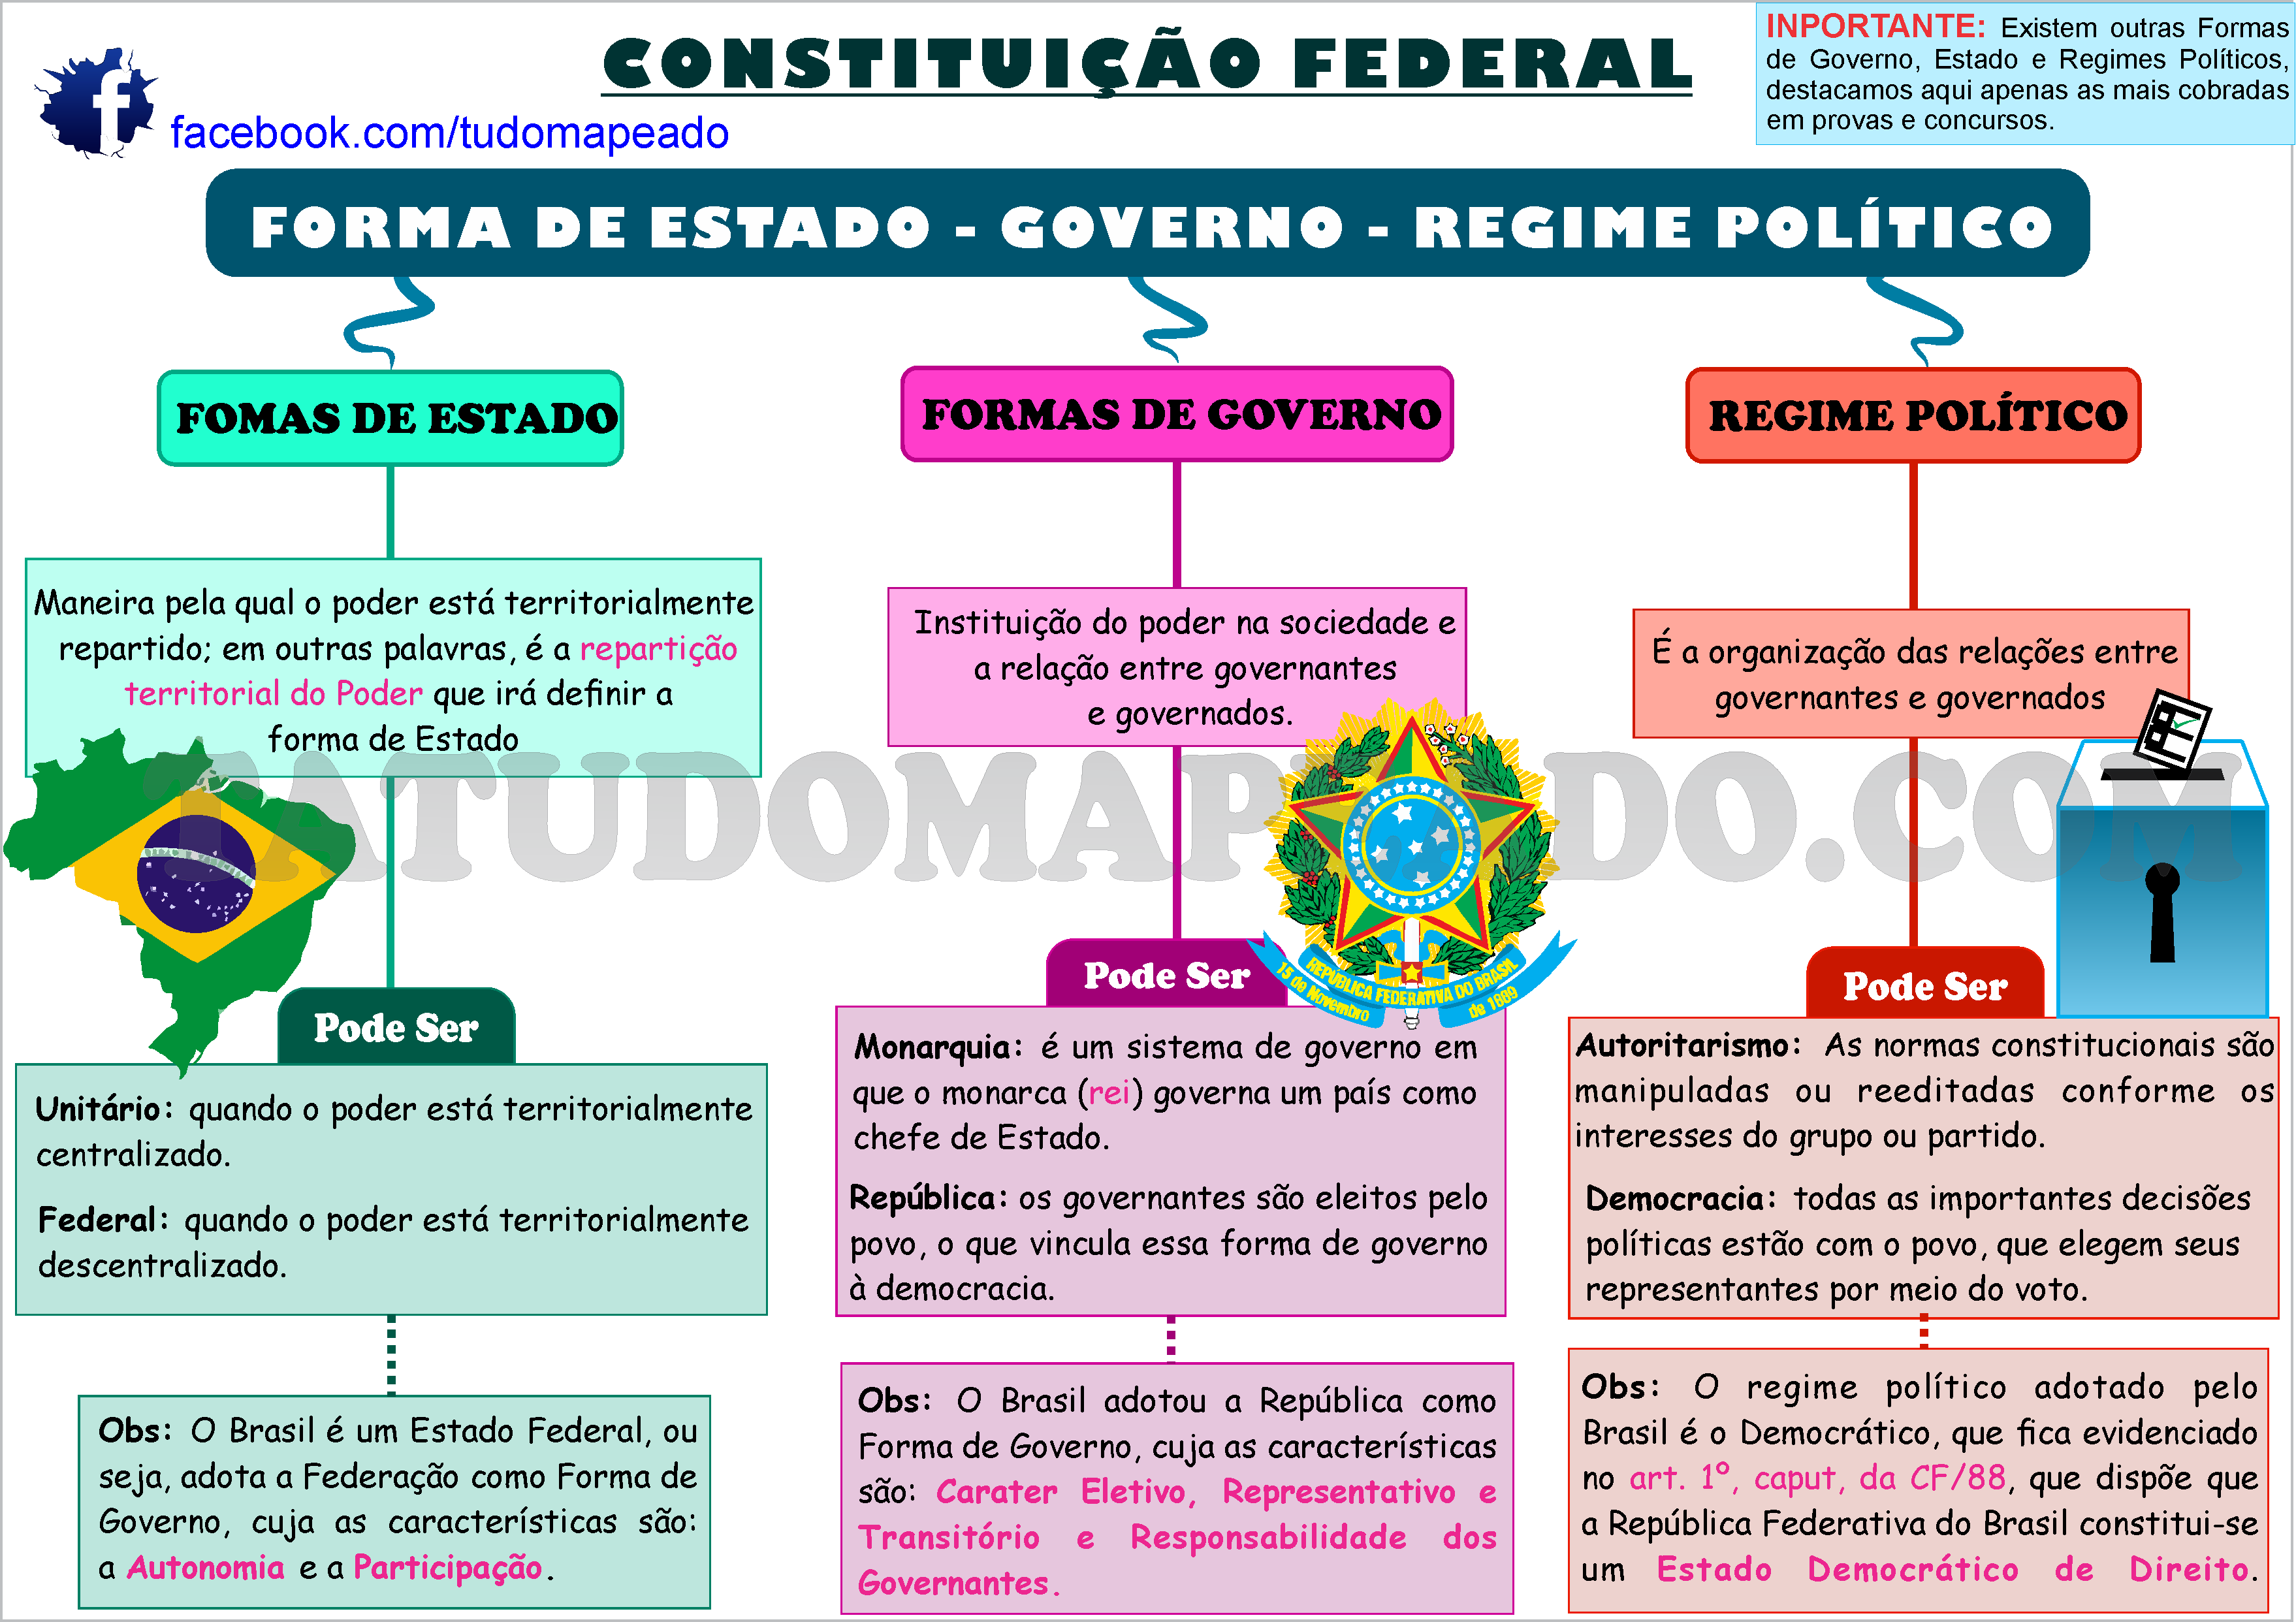 CONSTITUIÇÃO FEDERAL
INPORTANTE: Existem outras Formas
de Governo, Estado e Regimes Políticos,
destacamos aqui apenas as mais cobradas
em provas e concursos.
f
facebook.com/tudomapeado
FORMA DE ESTADO - GOVERNO - REGIME POLÍTICO
FOMAS DE ESTADO
Maneira pela qual o poder está territorialmente
repartido; em outras palavras, é a repartição
territorial do Poder que irá definir a
forma de Estado
Pode Ser
Unitário: quando o poder está territorialmente
centralizado.
Federal: quando o poder está territorialmente
descentralizado.
Obs: O Brasil é um Estado Federal, ou
seja, adota a Federação como Forma de
Governo, cuja as características são:
a Autonomia e a Participação.
FORMAS DE GOVERNO
Instituição do poder na sociedade e
a relação entre governantes
e governados.
REPÚBLICA FEDERATIVA DO BRASIL
15 de Novembro
de 1889
Pode Ser
Monarquia: é um sistema de governo em
que o monarca (rei) governa um país como
chefe de Estado.
República: os governantes são eleitos pelo
povo, o que vincula essa forma de governo
à democracia.
Obs: O Brasil adotou a República como
Forma de Governo, cuja as características
são: Carater Eletivo, Representativo e
Transitório e Responsabilidade dos
Governantes.
REGIME POLÍTICO
É a organização das relações entre
governantes e governados
Pode Ser
Autoritarismo: As normas constitucionais são
manipuladas ou reeditadas conforme os
interesses do grupo ou partido.
Democracia: todas as importantes decisões
políticas estão com o povo, que elegem seus
representantes por meio do voto.
Obs: O regime político adotado pelo
Brasil é o Democrático, que fica evidenciado
no art. 1º, caput, da CF/88, que dispõe que
a República Federativa do Brasil constitui-se
um Estado Democrático de Direito.
TATUDOMAPEADO.COM